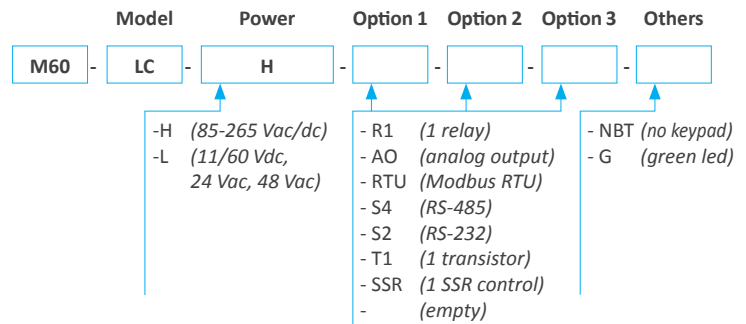 Model Power Option 1 Option 2 Option 3 Others
M60 - LC - H - - - -
-H (85-265 Vac/dc) - R1 (1 relay) - NBT (no keypad)
-L (11/60 Vdc, - AO (analog output) - G (green led)
24 Vac, 48 Vac) - RTU (Modbus RTU)
- S4 (RS-485)
- S2 (RS-232)
- T1 (1 transistor)
- SSR (1 SSR control)
- (empty)